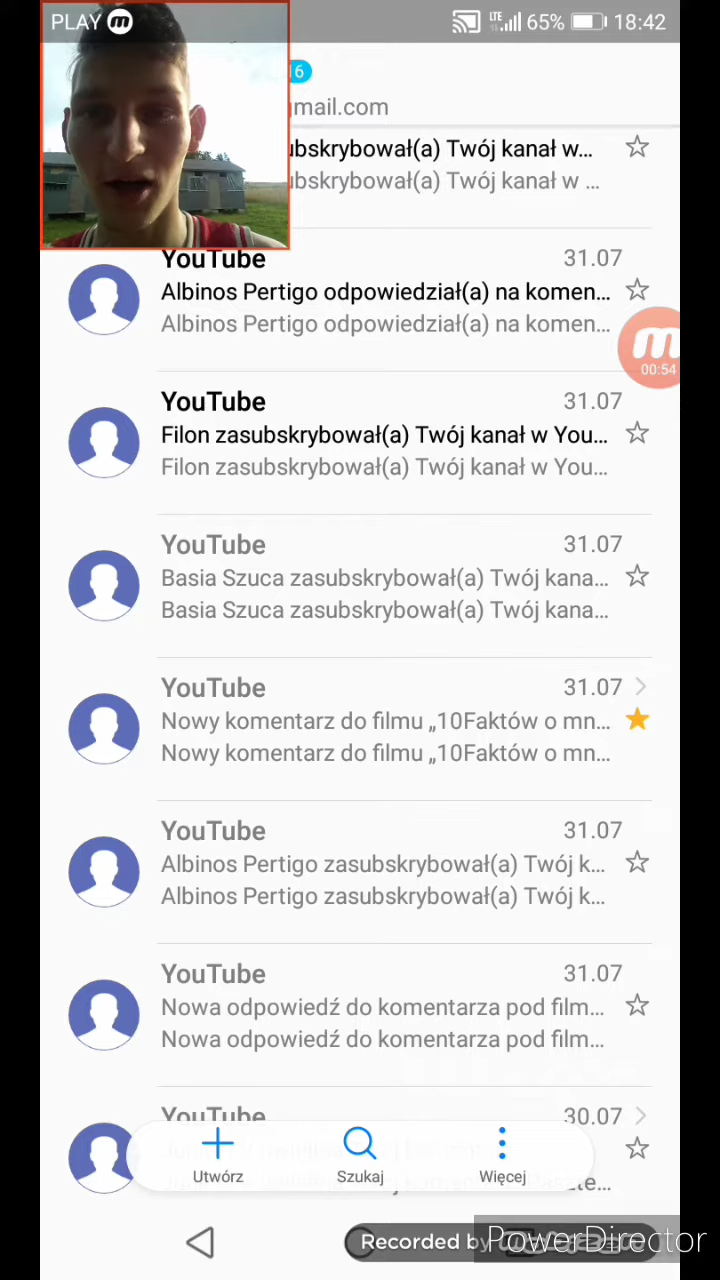 PLAY
65% 18:42
6
mail.com
ubskrybował(a) Twój kanał w...
ubskrybował(a) Twój kanał w ...
YouTube 31.07
Albinos Pertigo odpowiedział(a) na komen...
Albinos Pertigo odpowiedział(a) na komen...
00:54
YouTube 31.07
Filon zasubskrybował(a) Twój kanał w You...
Filon zasubskrybował(a) Twój kanał w You...
YouTube 31.07
Basia Szuca zasubskrybował(a) Twój kana...
Basia Szuca zasubskrybował(a) Twój kana...
YouTube 31.07
Nowy komentarz do filmu „10Faktów o mn...
Nowy komentarz do filmu „10Faktów o mn...
YouTube 31.07
Albinos Pertigo zasubskrybował(a) Twój k...
Albinos Pertigo zasubskrybował(a) Twój k...
YouTube 31.07
Nowa odpowiedź do komentarza pod film...
Nowa odpowiedź do komentarza pod film...
YouTube 30.07
Utwórz Szukaj Więcej
Recorded by
PowerDirector